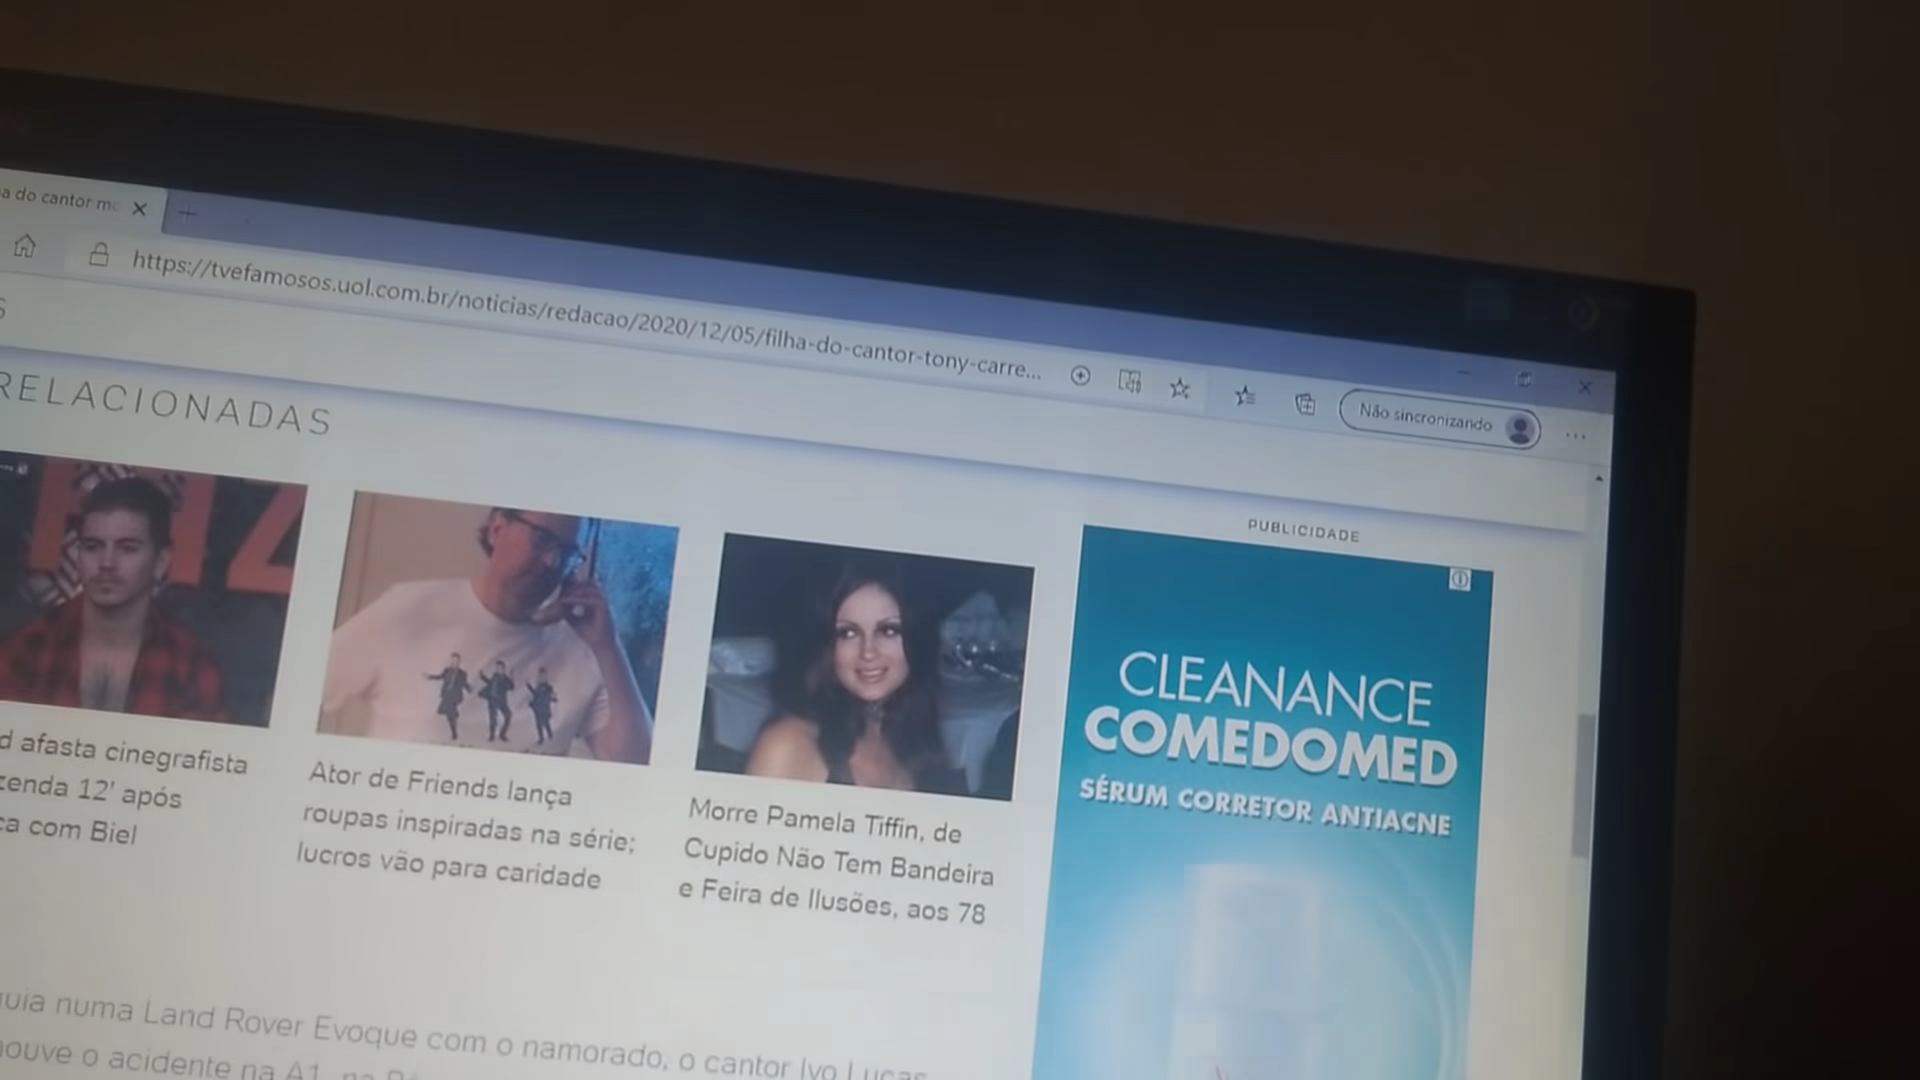 a do cantor
https://tvefamosos.uol.com.br/noticias/redacao/2020/12/05/filha-do-cantor-tony-carre...
Não sincronizando
S
RELACIONADAS
PUBLICIDADE
d afasta cinegrafista
zenda 12' após
ça com Biel
Ator de Friends lança
roupas inspiradas na série;
lucros vão para caridade
Morre Pamela Tiffin, de
Cupido Não Tem Bandeira
e Feira de Ilusões, aos 78
CLEANANCE
COMEDOMED
SÉRUM CORRETOR ANTIACNE
uia numa Land Rover Evoque com o namorado, o cantor Ivo Lucas
houve o acidente na A1, na